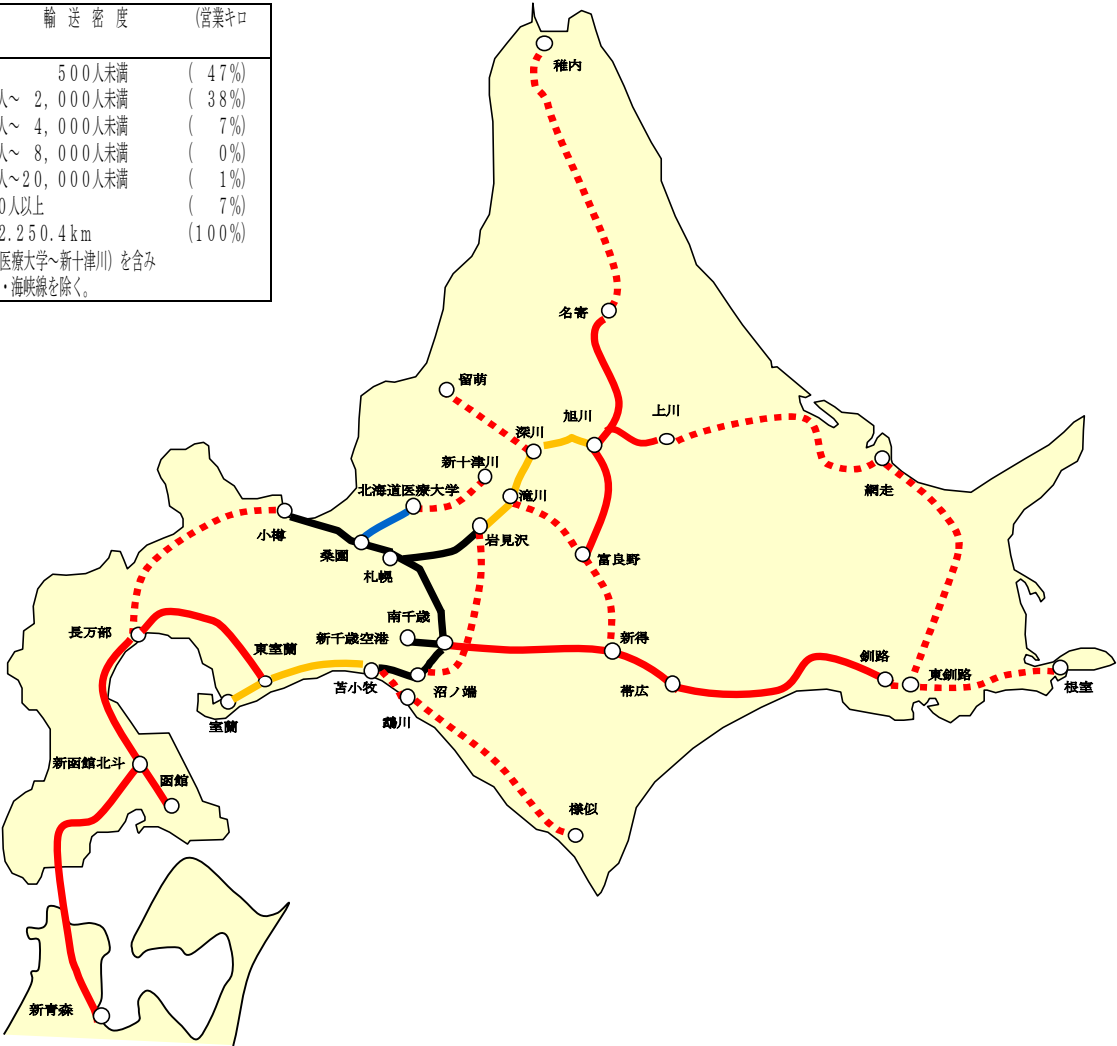 輸送密度 (営業キロ
500人未満 ( 47%)
人～ 2,000人未満 ( 38%)
人～ 4,000人未満 ( 7%)
人～ 8,000人未満 ( 0%)
人～20,000人未満 ( 1%)
0人以上 ( 7%)
2.250.4km (100%)
医療大学～新十津川) を含み
・海峡線を除く。
稚内
名寄
留萌
旭川
上川
深川
新十津川
北海道医療大学
滝川
網走
小樽
岩見沢
桑園
札幌
富良野
南千歳
長万部
新千歳空港
新得
東室蘭
釧路
東釧路
苫小牧
沼ノ端
帯広
根室
鵡川
室蘭
新函館北斗
函館
様似
新青森